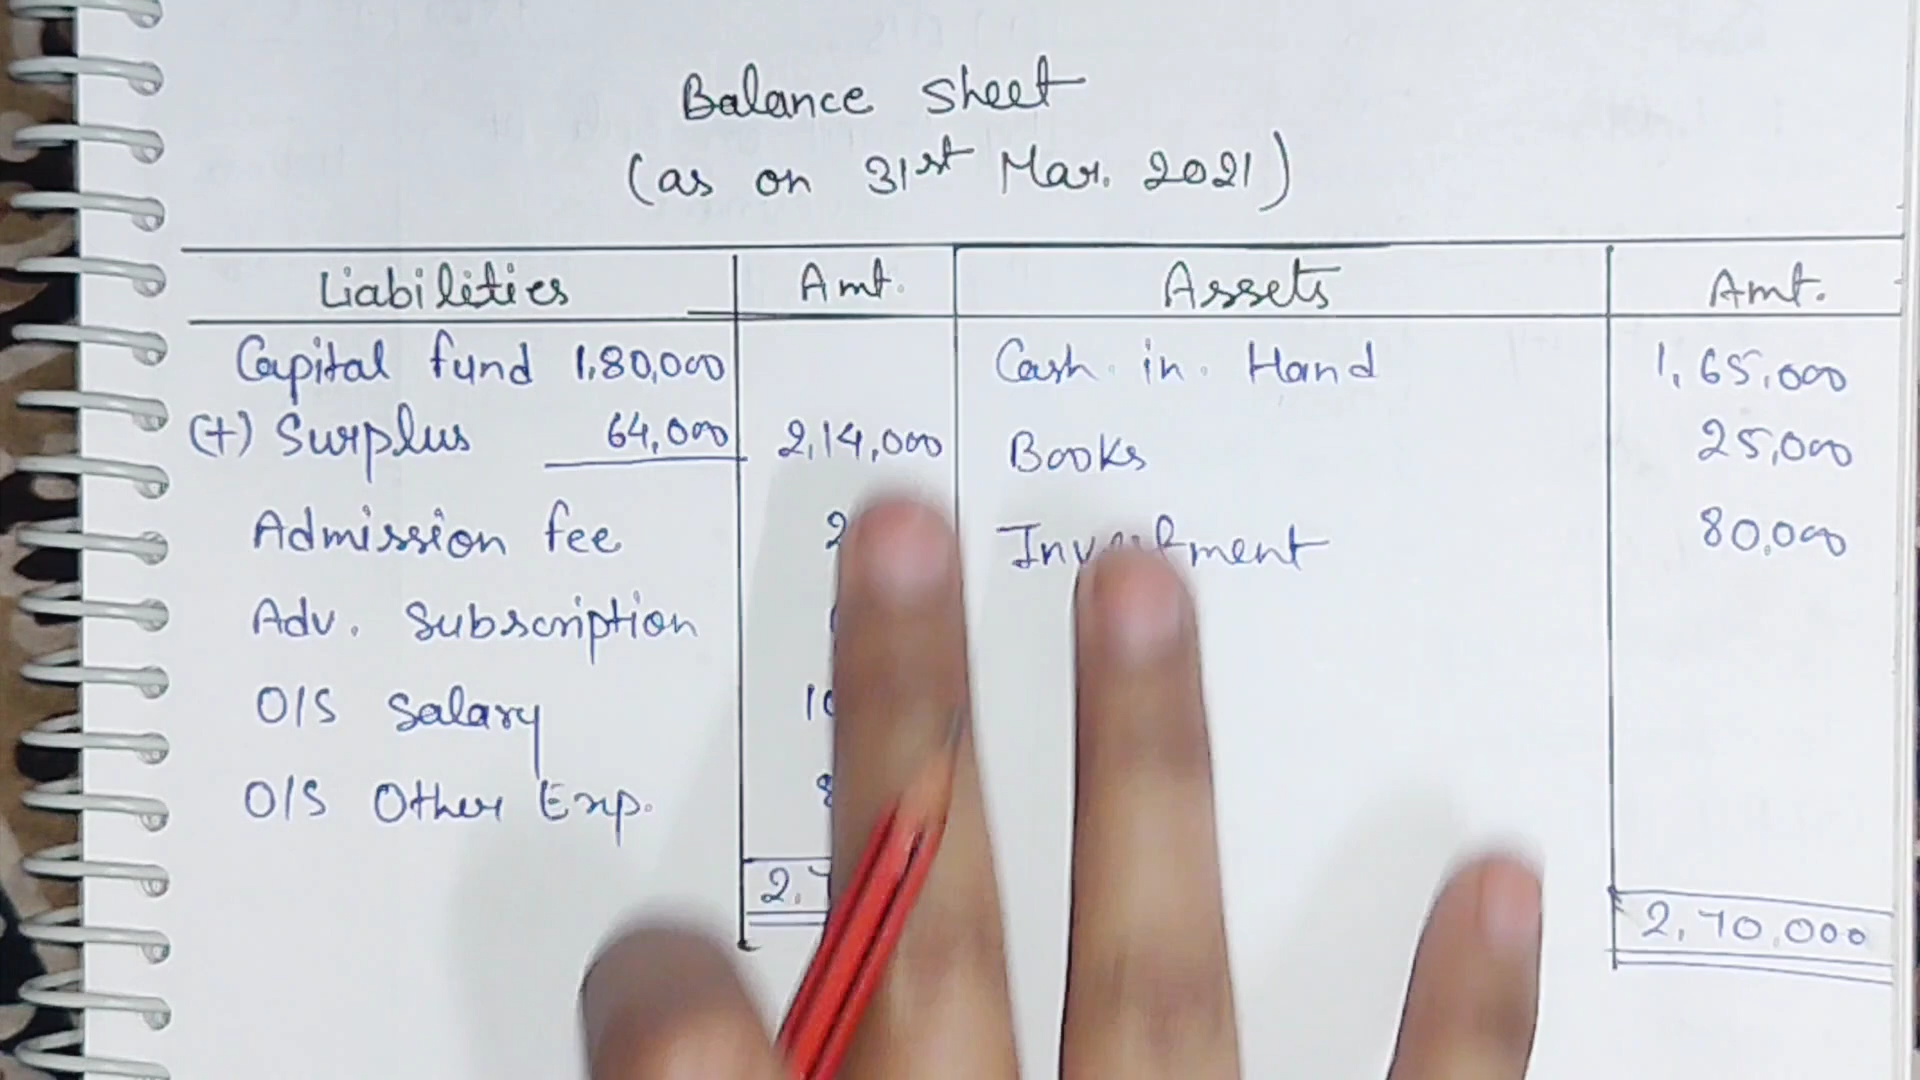 Balance Sheet
(as on 31st Mar. 2021)
Liabilities Amt. Assets Amt.
Capital fund 1,80,000 Cash in Hand 1,65,000
(+) Surplus 64,000 2,14,000 Books 25,000
Admission fee Investment 80,000
Adv. Subscription
O/S Salary
O/S Other Exp.
2,70,000